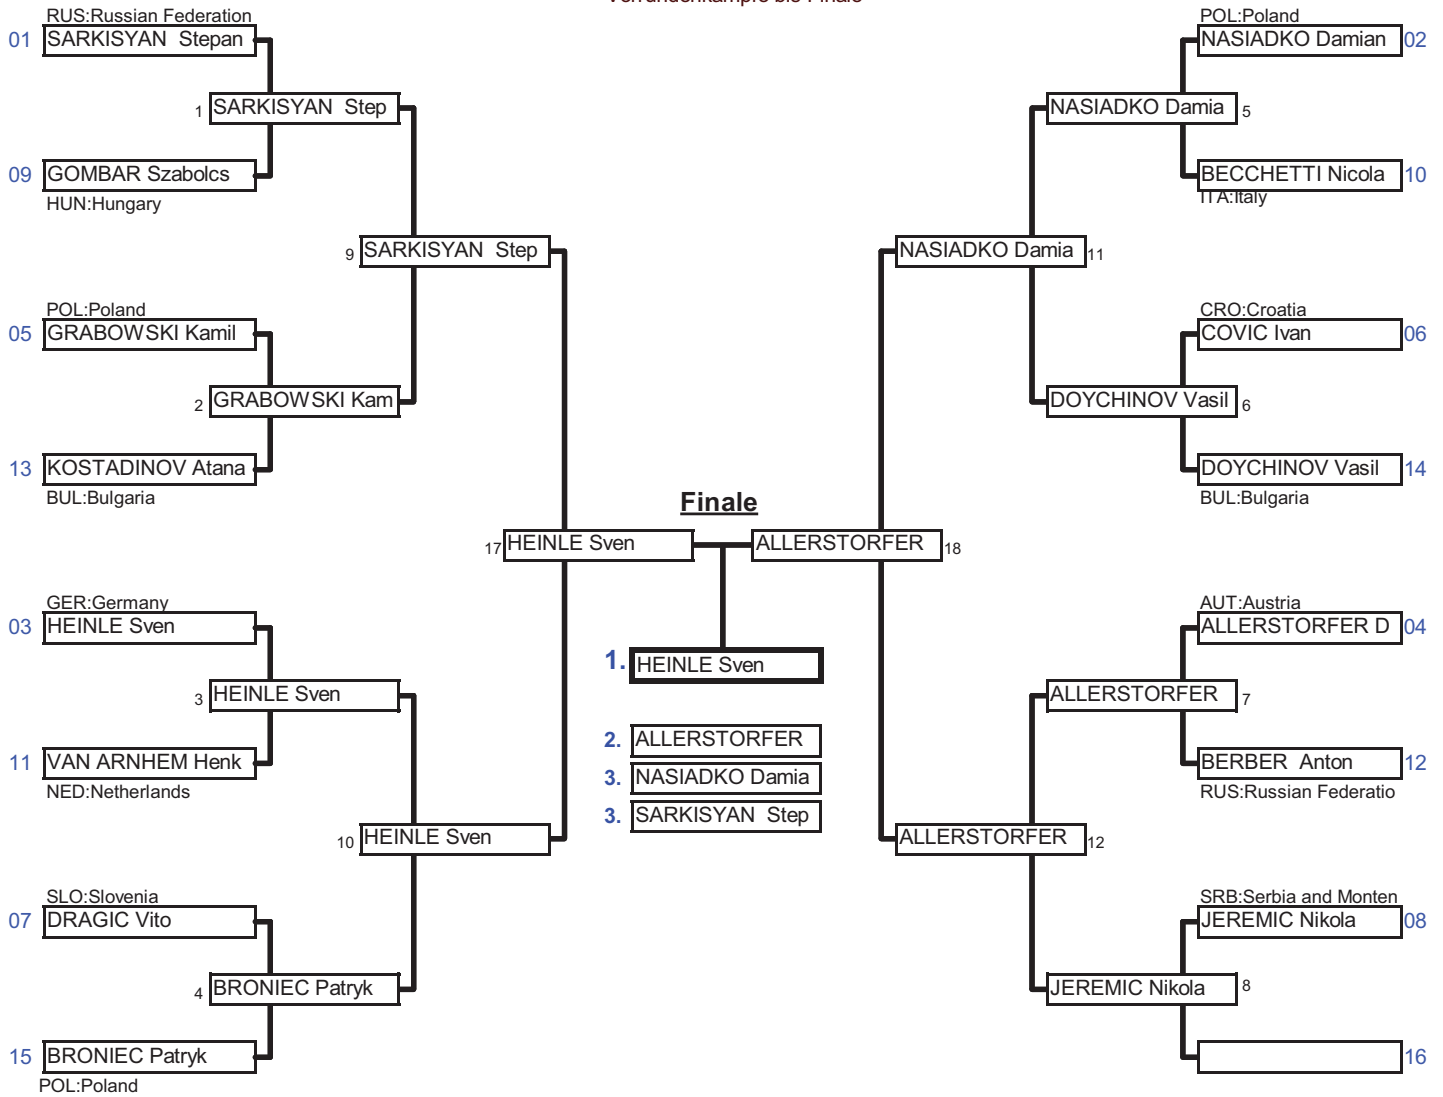 Vorrundenkämpfe bis Finale
RUS:Russian Federation
01 SARKISYAN Stepan
1 SARKISYAN Step
09 GOMBAR Szabolcs
HUN:Hungary
9 SARKISYAN Step
POL:Poland
05 GRABOWSKI Kamil
2 GRABOWSKI Kam
13 KOSTADINOV Atana
BUL:Bulgaria
17 HEINLE Sven
GER:Germany
03 HEINLE Sven
3 HEINLE Sven
11 VAN ARNHEM Henk
NED:Netherlands
10 HEINLE Sven
SLO:Slovenia
07 DRAGIC Vito
4 BRONIEC Patryk
15 BRONIEC Patryk
POL:Poland
Finale
1. HEINLE Sven
2. ALLERSTORFER
3. NASIADKO Damia
3. SARKISYAN Step
POL:Poland
NASIADKO Damian 02
NASIADKO Damia 5
BECCHETTI Nicola 10
ITA:Italy
NASIADKO Damia 11
CRO:Croatia
COVIC Ivan 06
DOYCHINOV Vasil 6
DOYCHINOV Vasil 14
BUL:Bulgaria
ALLERSTORFER 18
AUT:Austria
ALLERSTORFER D 04
ALLERSTORFER 7
BERBER Anton 12
RUS:Russian Federatio
ALLERSTORFER 12
SRB:Serbia and Monten
JEREMIC Nikola 08
JEREMIC Nikola 8
16